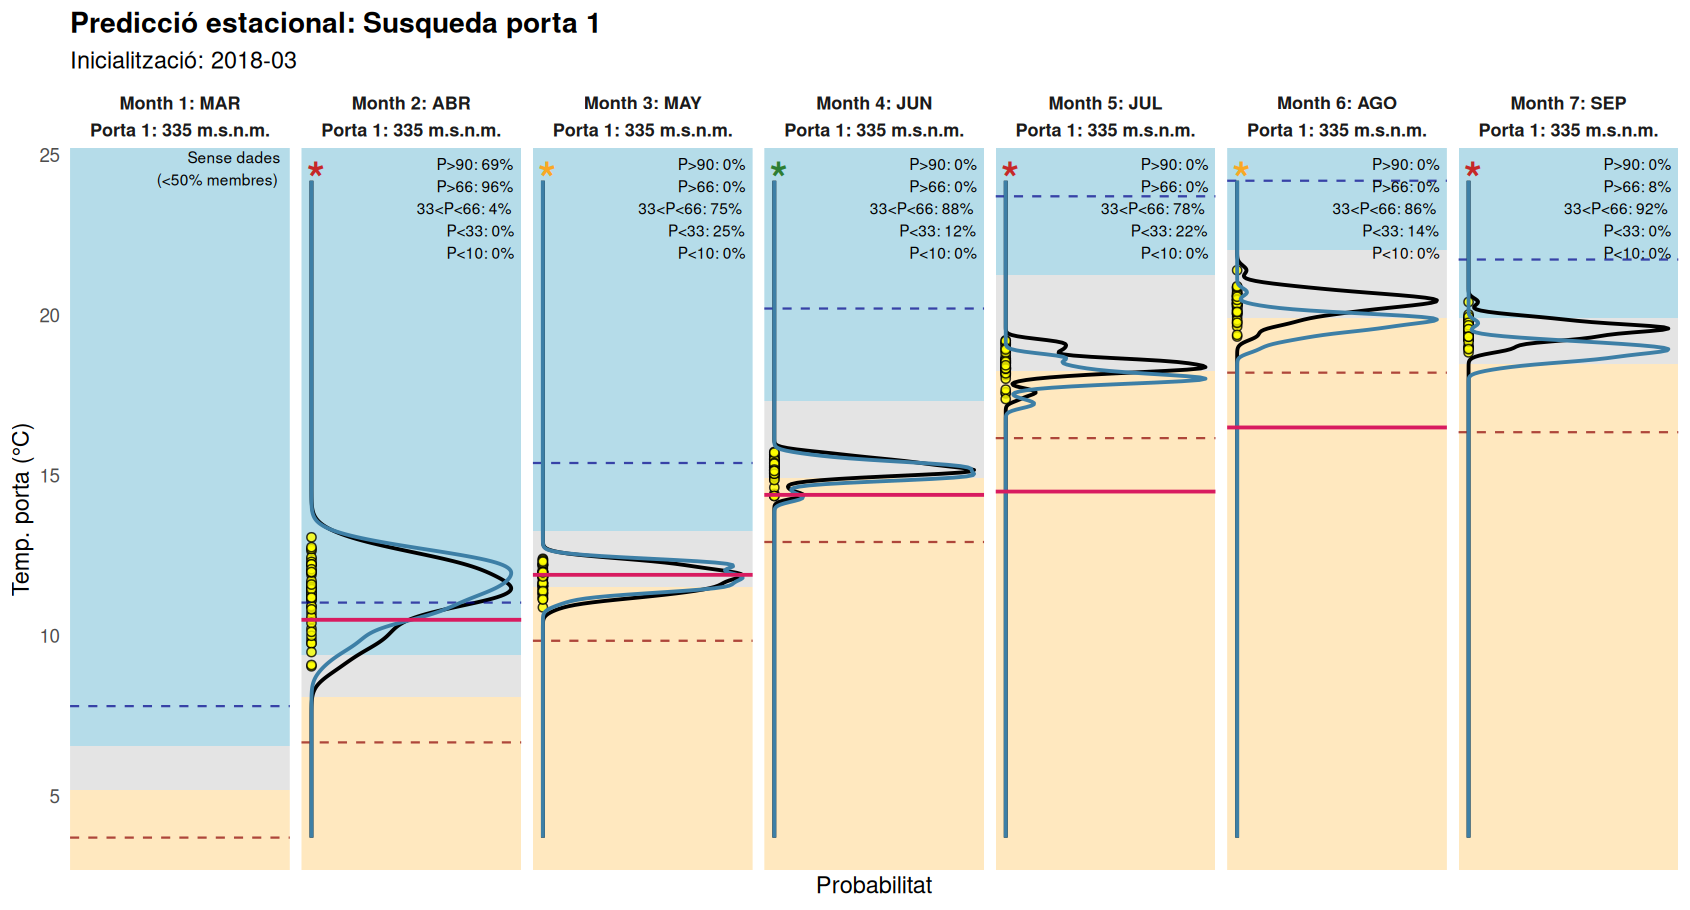 Predicció estacional: Susqueda porta 1
Inicialització: 2018-03
Month 1: MAR
Porta 1: 335 m.s.n.m.
Month 2: ABR
Porta 1: 335 m.s.n.m.
Month 3: MAY
Porta 1: 335 m.s.n.m.
Month 4: JUN
Porta 1: 335 m.s.n.m.
Month 5: JUL
Porta 1: 335 m.s.n.m.
Month 6: AGO
Porta 1: 335 m.s.n.m.
Month 7: SEP
Porta 1: 335 m.s.n.m.
Temp. porta (°C)
25
20
15
10
5
Sense dades
(<50% membres)
*
P>90: 69%
P>66: 96%
33<P<66: 4%
P<33: 0%
P<10: 0%
*
P>90: 0%
P>66: 0%
33<P<66: 75%
P<33: 25%
P<10: 0%
*
P>90: 0%
P>66: 0%
33<P<66: 88%
P<33: 12%
P<10: 0%
*
P>90: 0%
P>66: 0%
33<P<66: 78%
P<33: 22%
P<10: 0%
*
P>90: 0%
P>66: 0%
33<P<66: 86%
P<33: 14%
P<10: 0%
*
P>90: 0%
P>66: 8%
33<P<66: 92%
P<33: 0%
P<10: 0%
Probabilitat